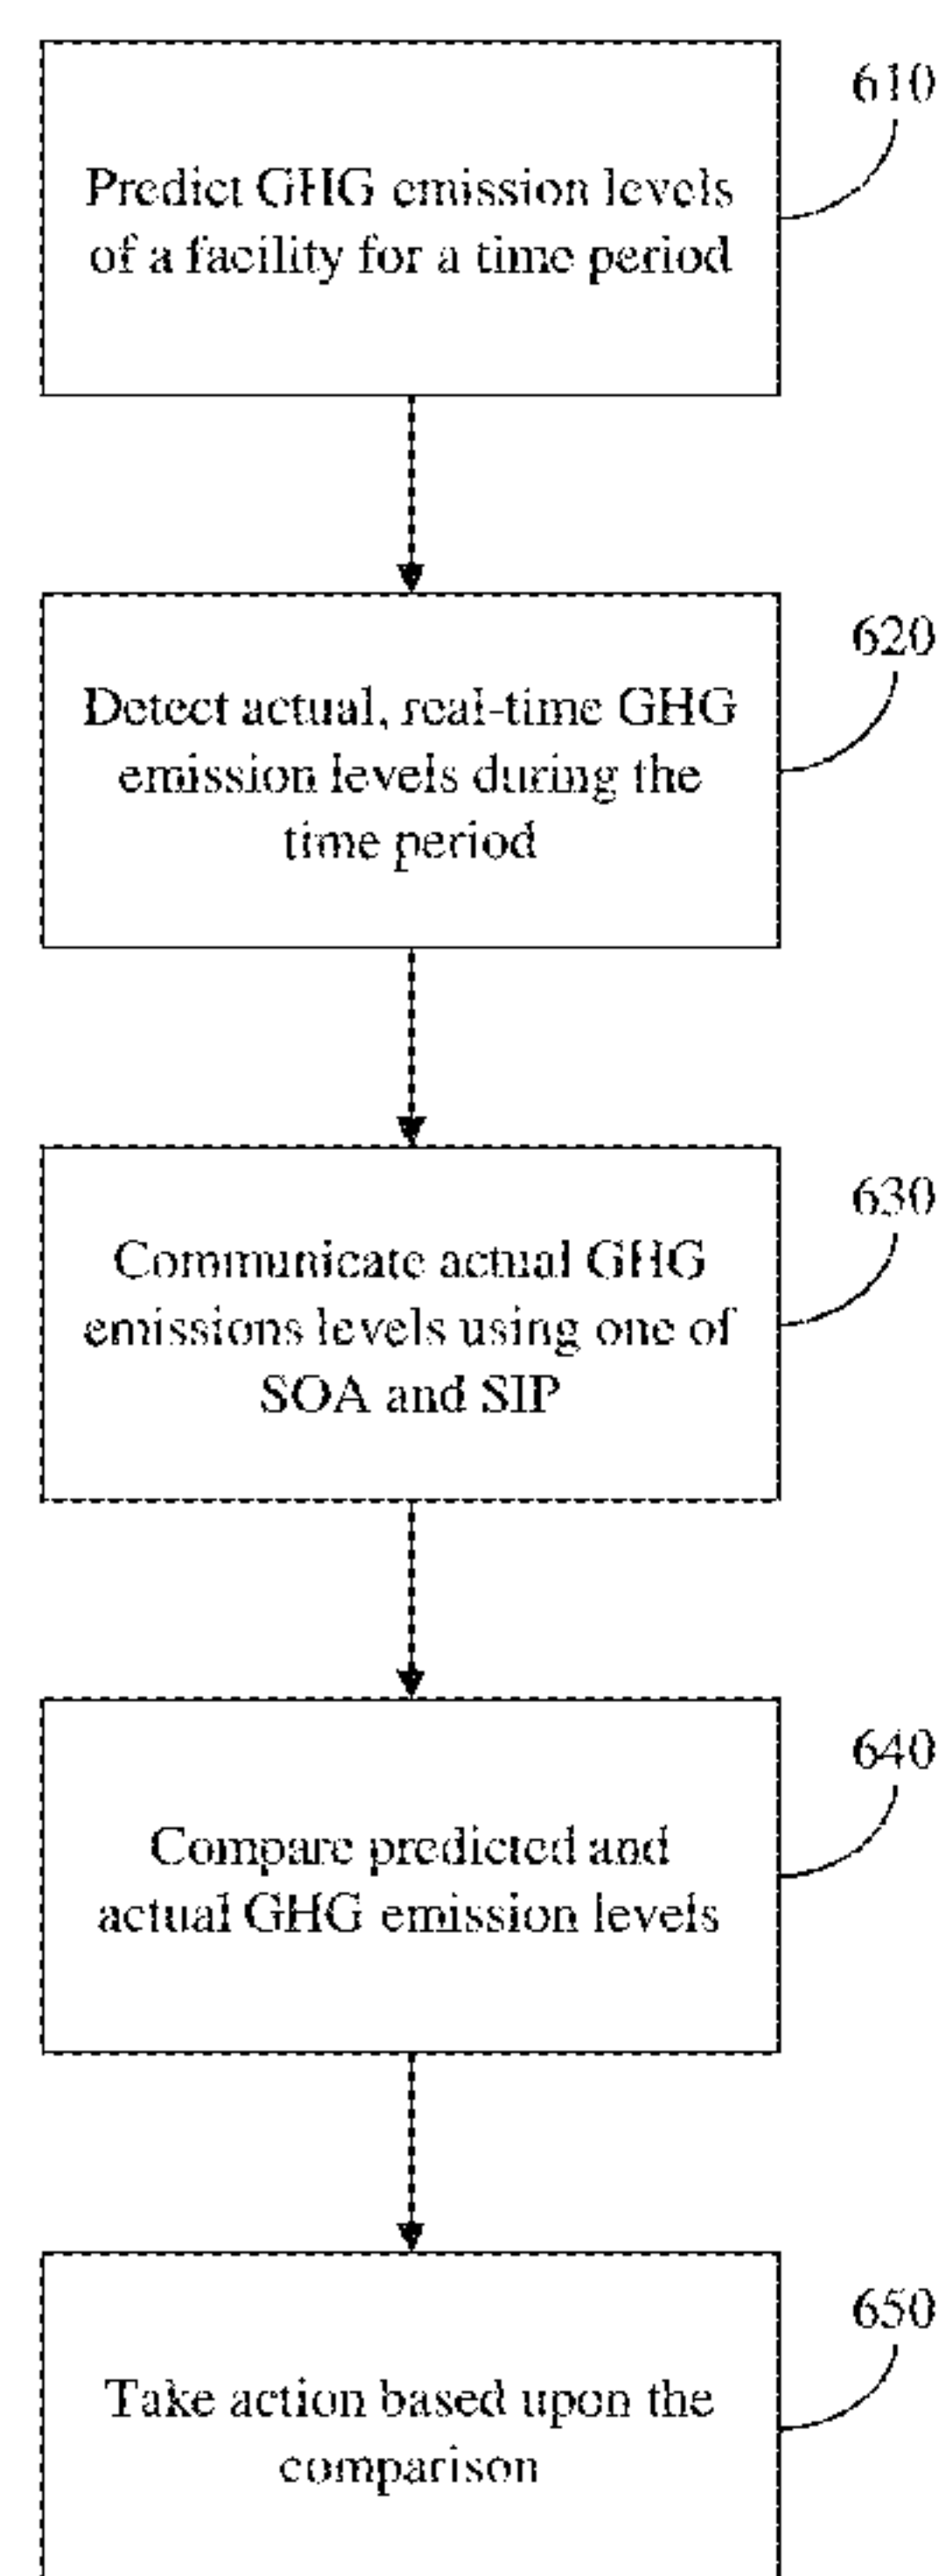 610
Predict GHG emission levels
of a facility for a time period
620
Detect actual, real-time GHG
emission levels during the
time period
630
Communicate actual GHG
emissions levels using one of
SOA and SIP
640
Compare predicted and
actual GHG emission levels
650
Take action based upon the
comparison